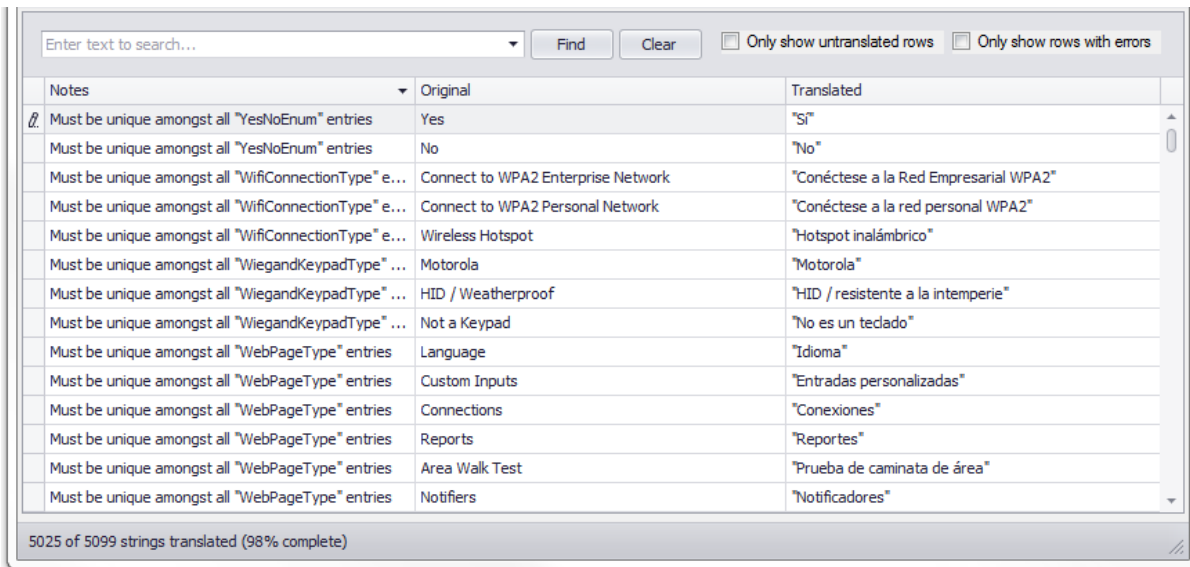 Enter text to search... Find Clear Only show untranslated rows Only show rows with errors
Notes Original Translated
Must be unique amongst all "YesNoEnum" entries Yes "Sí"
Must be unique amongst all "YesNoEnum" entries No "No"
Must be unique amongst all "WifiConnectionType" e... Connect to WPA2 Enterprise Network "Conéctese a la Red Empresarial WPA2"
Must be unique amongst all "WifiConnectionType" e... Connect to WPA2 Personal Network "Conéctese a la red personal WPA2"
Must be unique amongst all "WifiConnectionType" e... Wireless Hotspot "Hotspot inalámbrico"
Must be unique amongst all "WiegandKeypadType" ... Motorola "Motorola"
Must be unique amongst all "WiegandKeypadType" ... HID / Weatherproof "HID / resistente a la intemperie"
Must be unique amongst all "WiegandKeypadType" ... Not a Keypad "No es un teclado"
Must be unique amongst all "WebPageType" entries Language "Idioma"
Must be unique amongst all "WebPageType" entries Custom Inputs "Entradas personalizadas"
Must be unique amongst all "WebPageType" entries Connections "Conexiones"
Must be unique amongst all "WebPageType" entries Reports "Reportes"
Must be unique amongst all "WebPageType" entries Area Walk Test "Prueba de caminata de área"
Must be unique amongst all "WebPageType" entries Notifiers "Notificadores"
5025 of 5099 strings translated (98% complete)